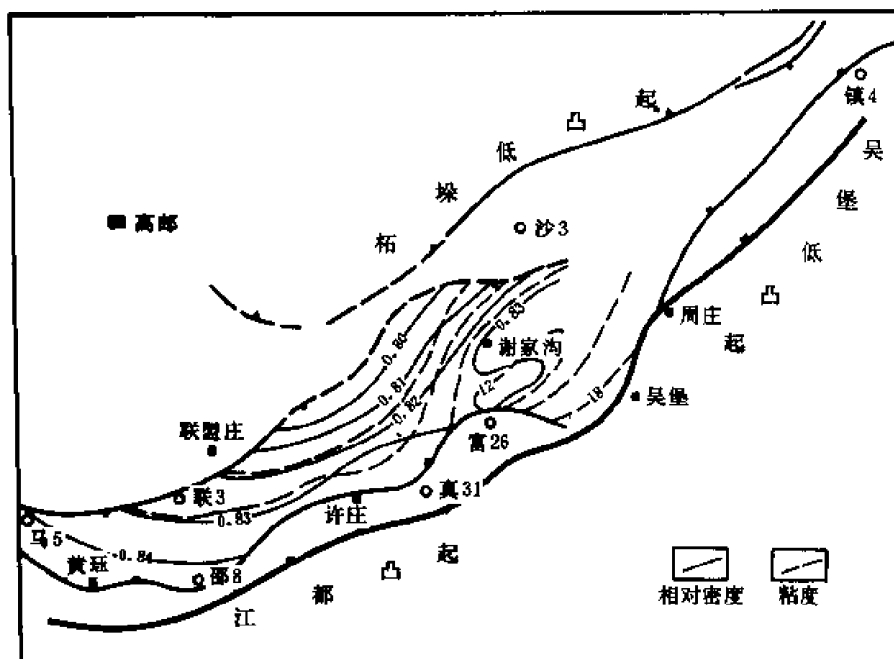 镇4
柘垛低凸起
吴堡低凸起
沙3
高邮
周庄
0.83
谢家沟
0.80
0.81
12
0.82
18
吴堡
联盟庄
富26
联3
真31
0.83
许庄
马5
0.84
黄珏
邵8
江都凸起
相对密度
粘度